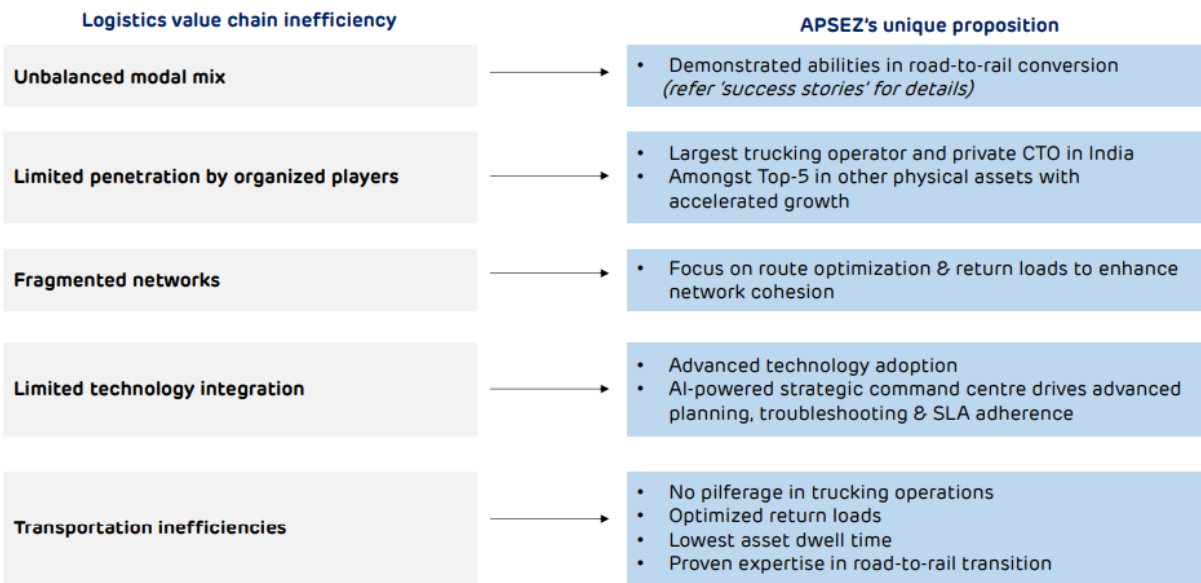 Logistics value chain inefficiency
APSEZ's unique proposition
Unbalanced modal mix
• Demonstrated abilities in road-to-rail conversion
(refer 'success stories' for details)
Limited penetration by organized players
• Largest trucking operator and private CTO in India
• Amongst Top-5 in other physical assets with
accelerated growth
Fragmented networks
• Focus on route optimization & return loads to enhance
network cohesion
Limited technology integration
• Advanced technology adoption
• AI-powered strategic command centre drives advanced
planning, troubleshooting & SLA adherence
Transportation inefficiencies
• No pilferage in trucking operations
• Optimized return loads
• Lowest asset dwell time
• Proven expertise in road-to-rail transition